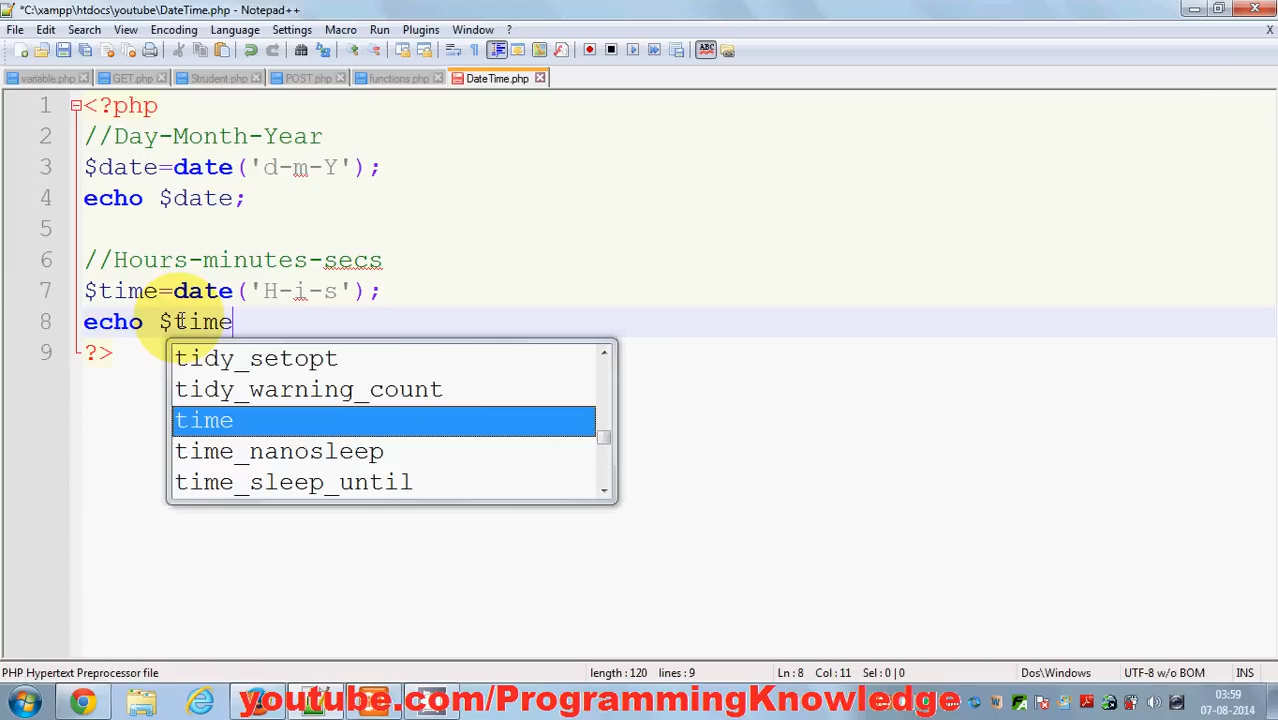 *C:\xampp\htdocs\youtube\DateTime.php - Notepad++
File Edit Search View Encoding Language Settings Macro Run Plugins Window ? X
variable.php GET.php Strudent.php POST.php functions.php DateTime.php
1 <?php
2 //Day-Month-Year
3 $date=date('d-m-Y');
4 echo $date;
5
6 //Hours-minutes-secs
7 $time=date('H-i-s');
8 echo $time
9 ?>
tidy_setopt
tidy_warning_count
time
time_nanosleep
time_sleep_until
PHP Hypertext Preprocessor file length : 120 lines : 9 Ln : 8 Col : 11 Sel : 0 | 0 Dos\Windows UTF-8 w/o BOM INS
youtube.com/ProgrammingKnowledge
03:59
07-08-2014